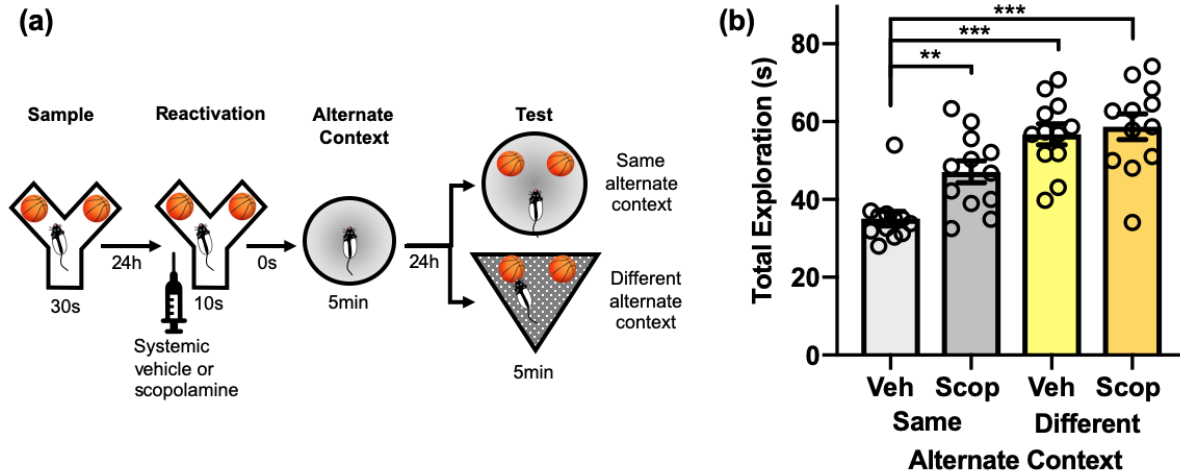 (a)
Sample
Reactivation
Alternate
Context
Test
24h
0s
24h
30s
10s
5min
Systemic
vehicle or
scopolamine
Same
alternate
context
Different
alternate
context
5min
(b)
Total Exploration (s)
80
60
40
20
0
***
***
**
Veh Scop Veh Scop
Same Different
Alternate Context